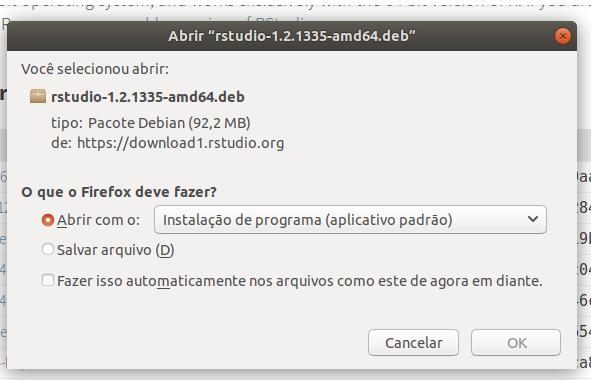 Abrir “rstudio-1.2.1335-amd64.deb”
Você selecionou abrir:
rstudio-1.2.1335-amd64.deb
tipo: Pacote Debian (92,2 MB)
de: https://download1.rstudio.org
O que o Firefox deve fazer?
Abrir com o: Instalação de programa (aplicativo padrão)
Salvar arquivo (D)
Fazer isso automaticamente nos arquivos como este de agora em diante.
Cancelar OK